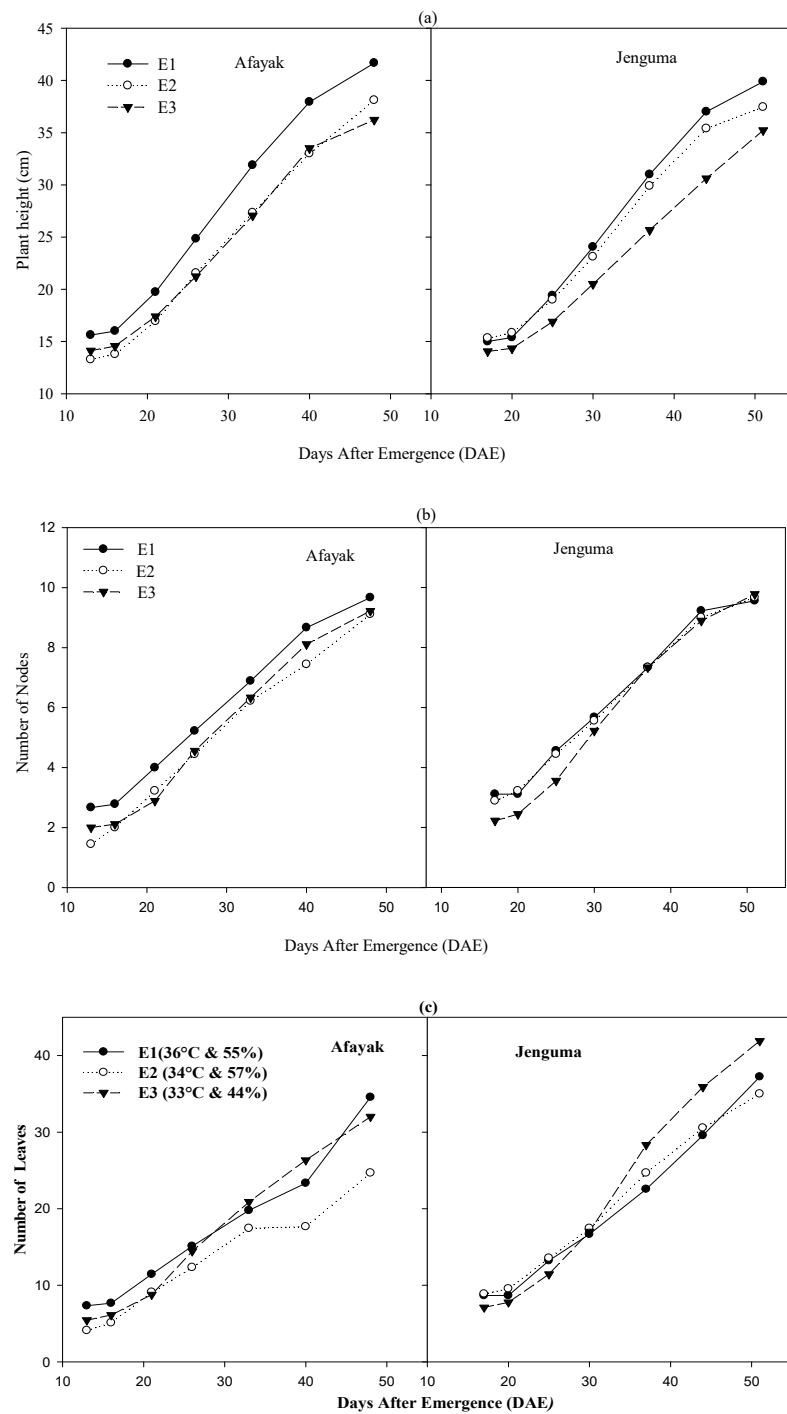 (a)
45
40
35
30
25
20
15
10
Plant height (cm)
E1
E2
E3
Afayak
Jenguma
10 20 30 40 50
10 20 30 40 50
Days After Emergence (DAE)
(b)
12
10
8
6
4
2
0
Number of Nodes
E1
E2
E3
Afayak
Jenguma
10 20 30 40 50
10 20 30 40 50
Days After Emergence (DAE)
(c)
40
30
20
10
0
Number of Leaves
E1(36°C & 55%)
E2 (34°C & 57%)
E3 (33°C & 44%)
Afayak
Jenguma
10 20 30 40 50
10 20 30 40 50
Days After Emergence (DAE)